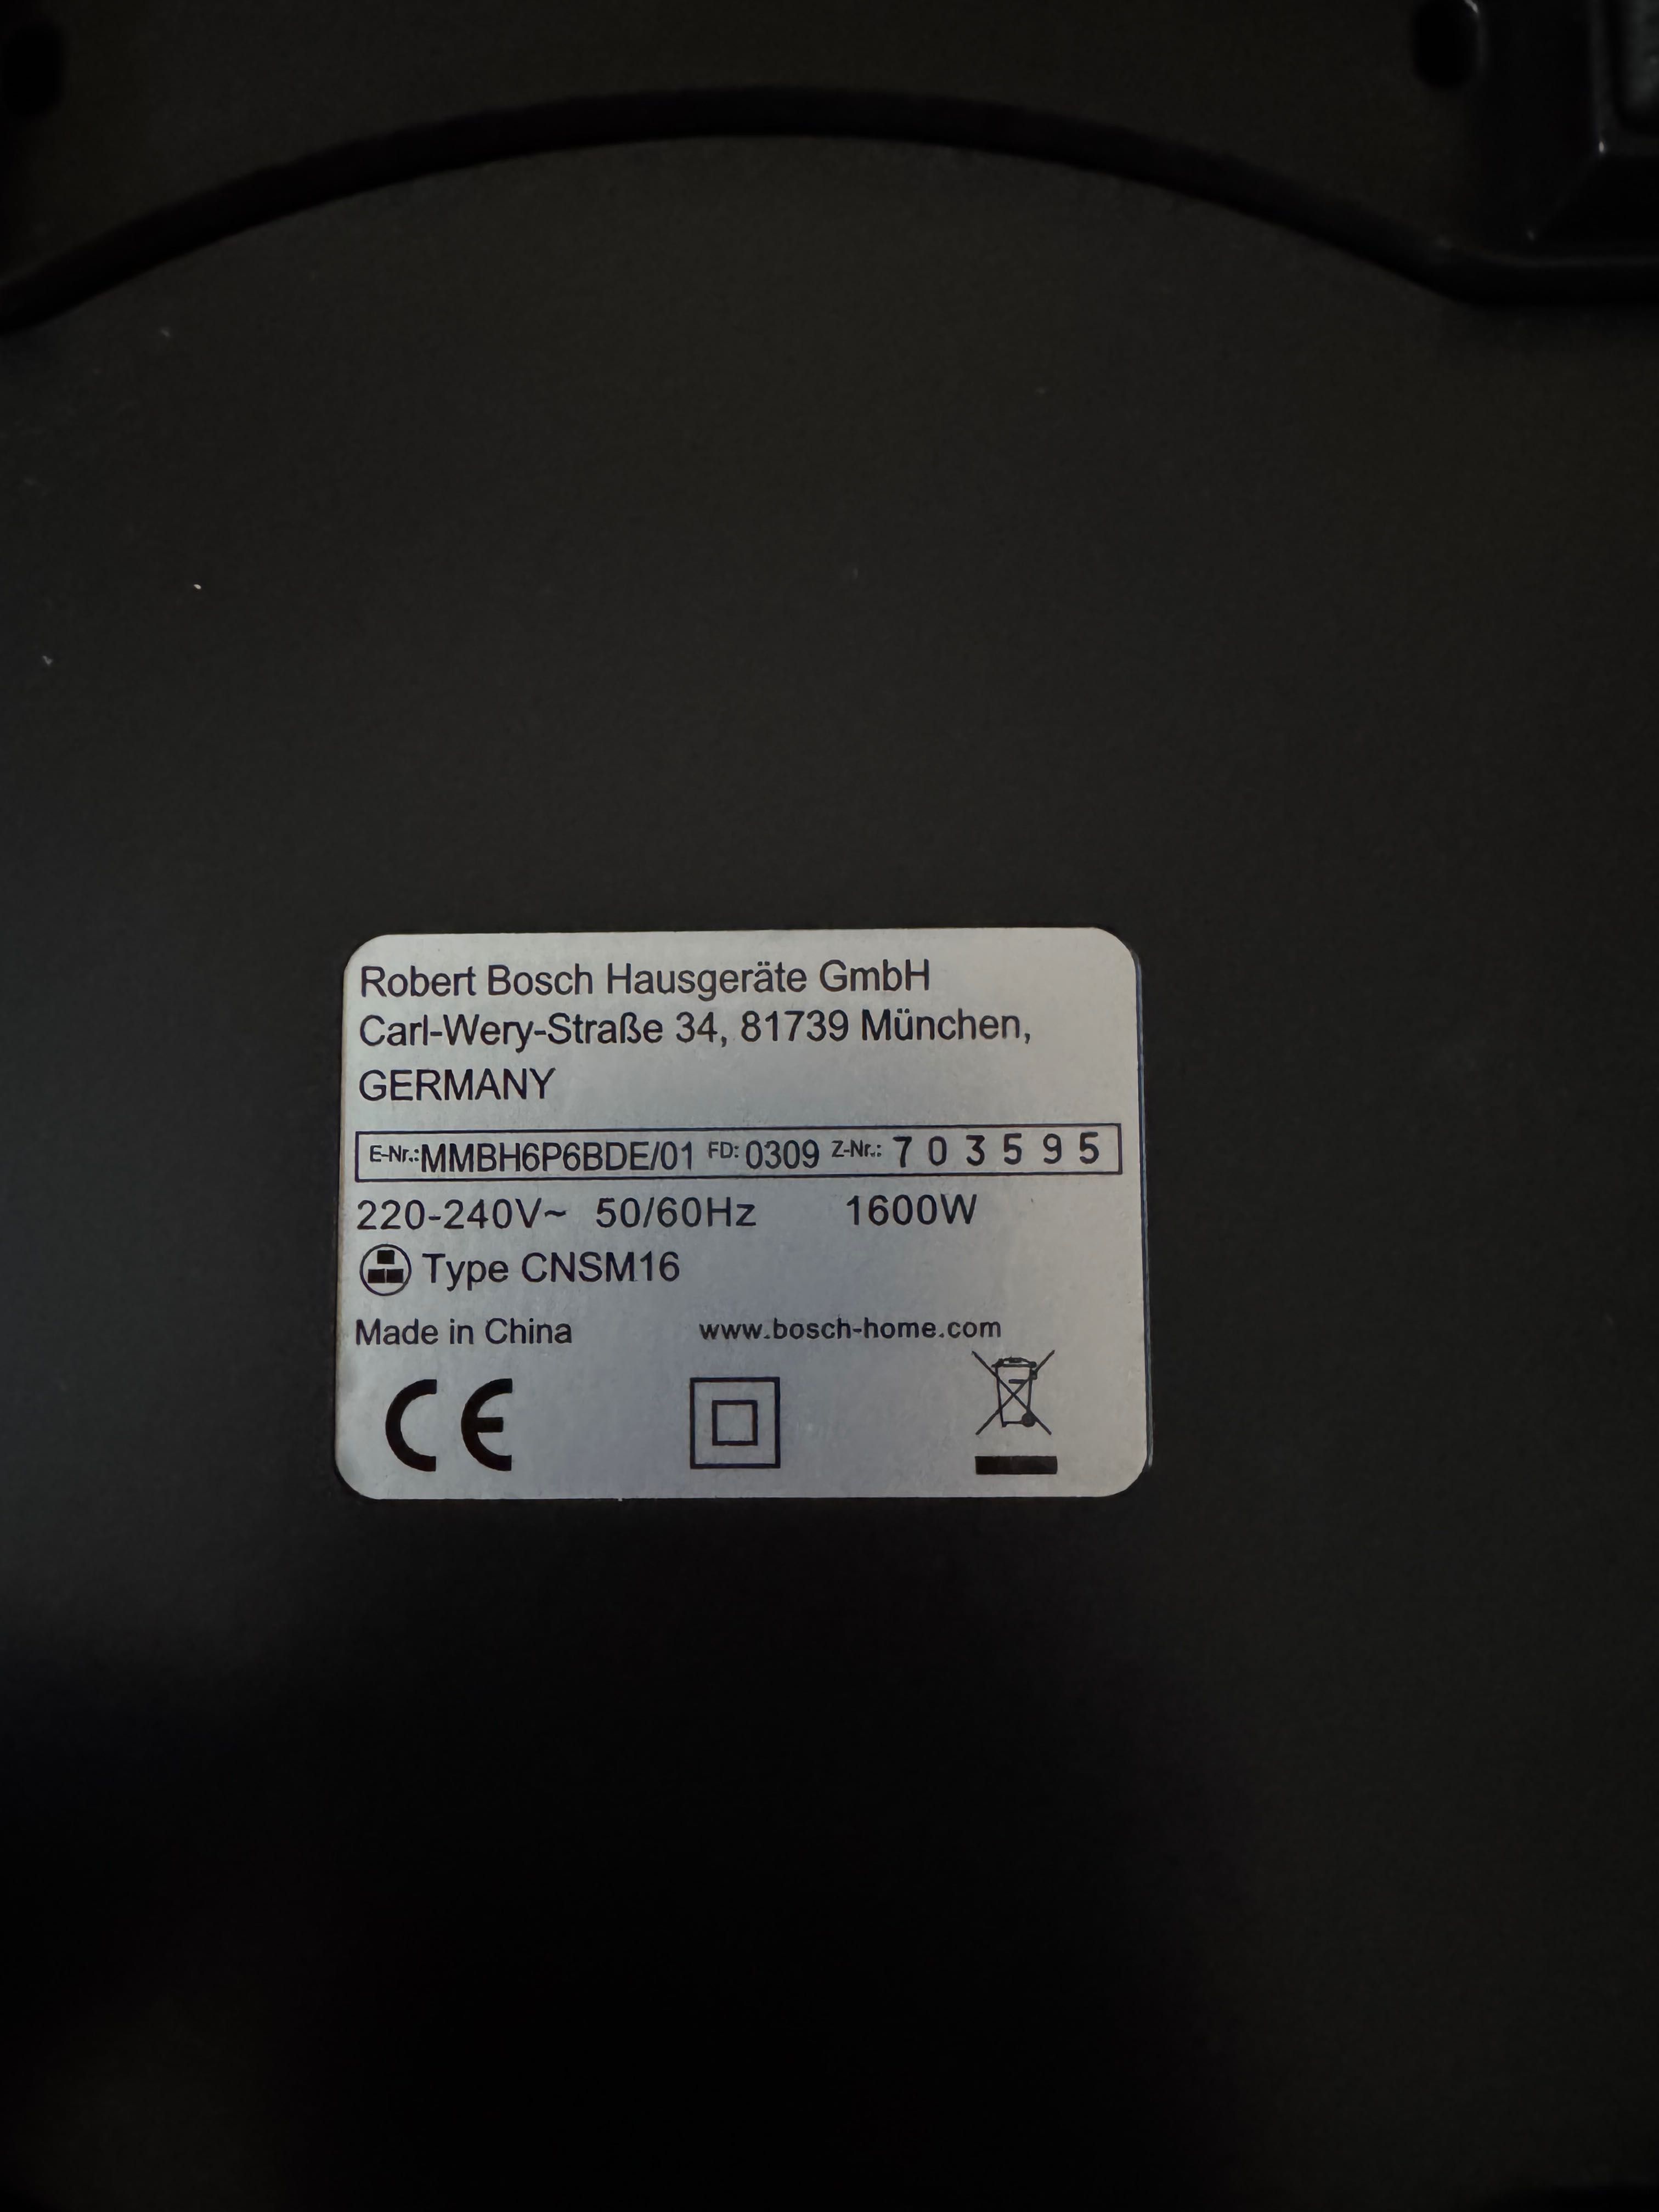 Robert Bosch Hausgeräte GmbH
Carl-Wery-Straße 34, 81739 München,
GERMANY
E-Nr.:MMBH6P6BDE/01 FD: 0309 Z-Nr.: 7 0 3 5 9 5
220-240V~ 50/60Hz 1600W
Type CNSM16
Made in China www.bosch-home.com
CE